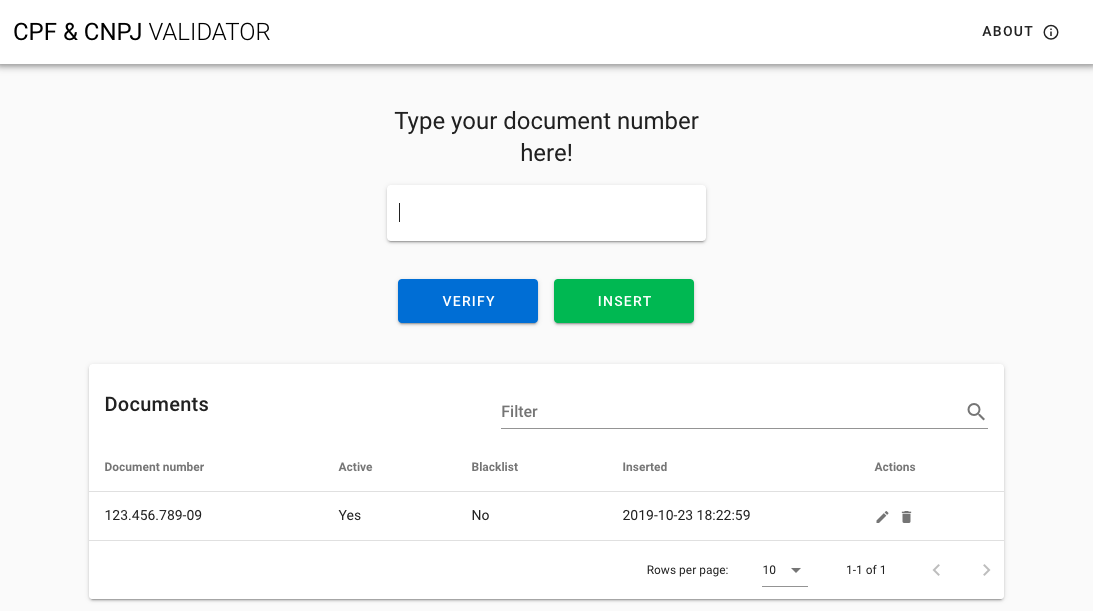 CPF & CNPJ VALIDATOR
ABOUT
Type your document number
here!
VERIFY
INSERT
Documents
Filter
Document number Active Blacklist Inserted Actions
123.456.789-09 Yes No 2019-10-23 18:22:59
Rows per page: 10 1-1 of 1